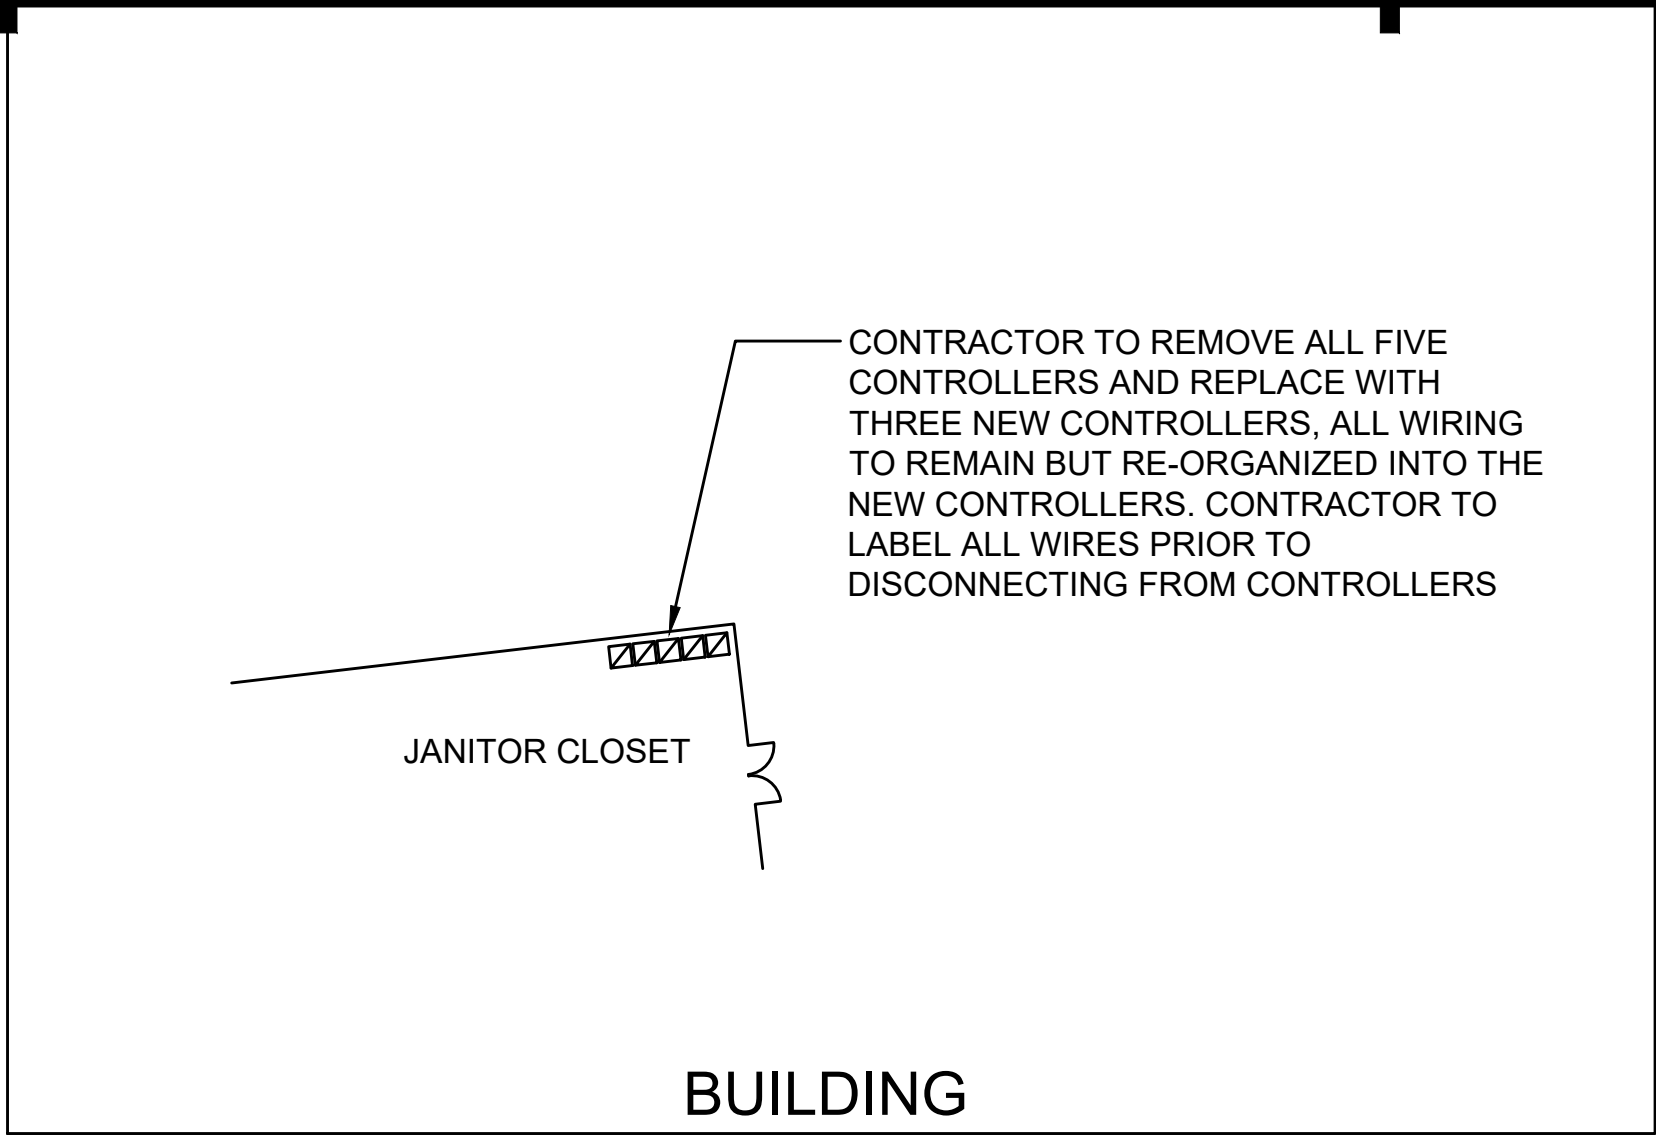 CONTRACTOR TO REMOVE ALL FIVE
CONTROLLERS AND REPLACE WITH
THREE NEW CONTROLLERS, ALL WIRING
TO REMAIN BUT RE-ORGANIZED INTO THE
NEW CONTROLLERS. CONTRACTOR TO
LABEL ALL WIRES PRIOR TO
DISCONNECTING FROM CONTROLLERS
JANITOR CLOSET
BUILDING